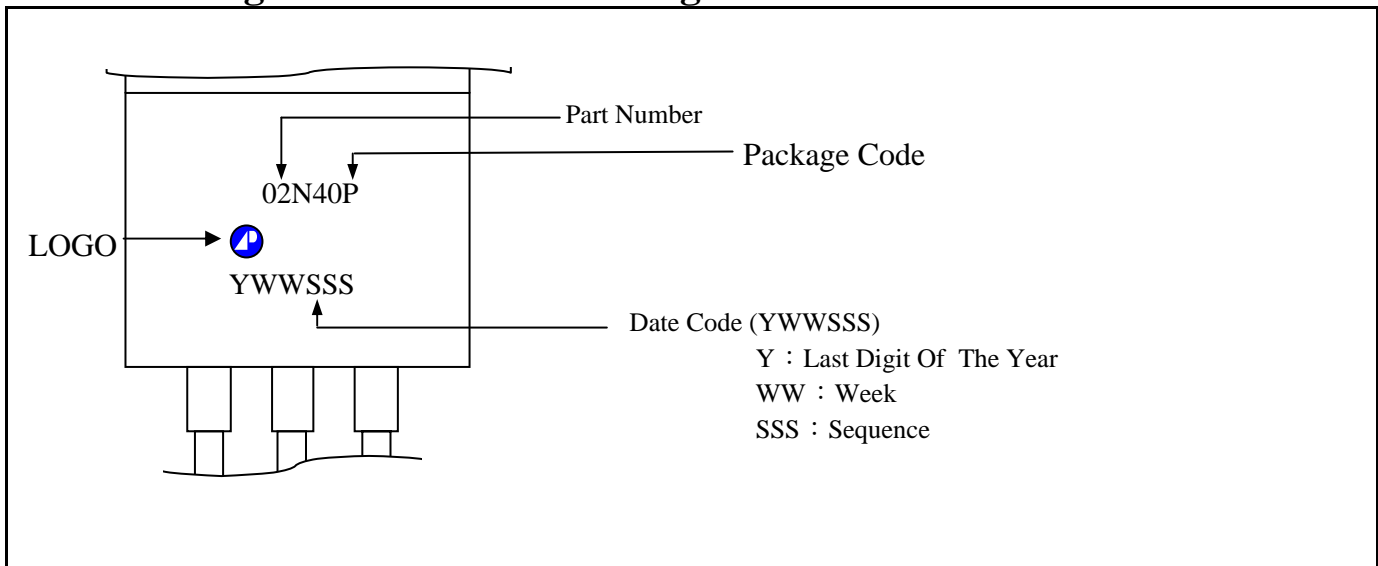 Part Number
Package Code
02N40P
LOGO
YWWSSS
Date Code (YWWSSS)
Y：Last Digit Of The Year
WW：Week
SSS：Sequence